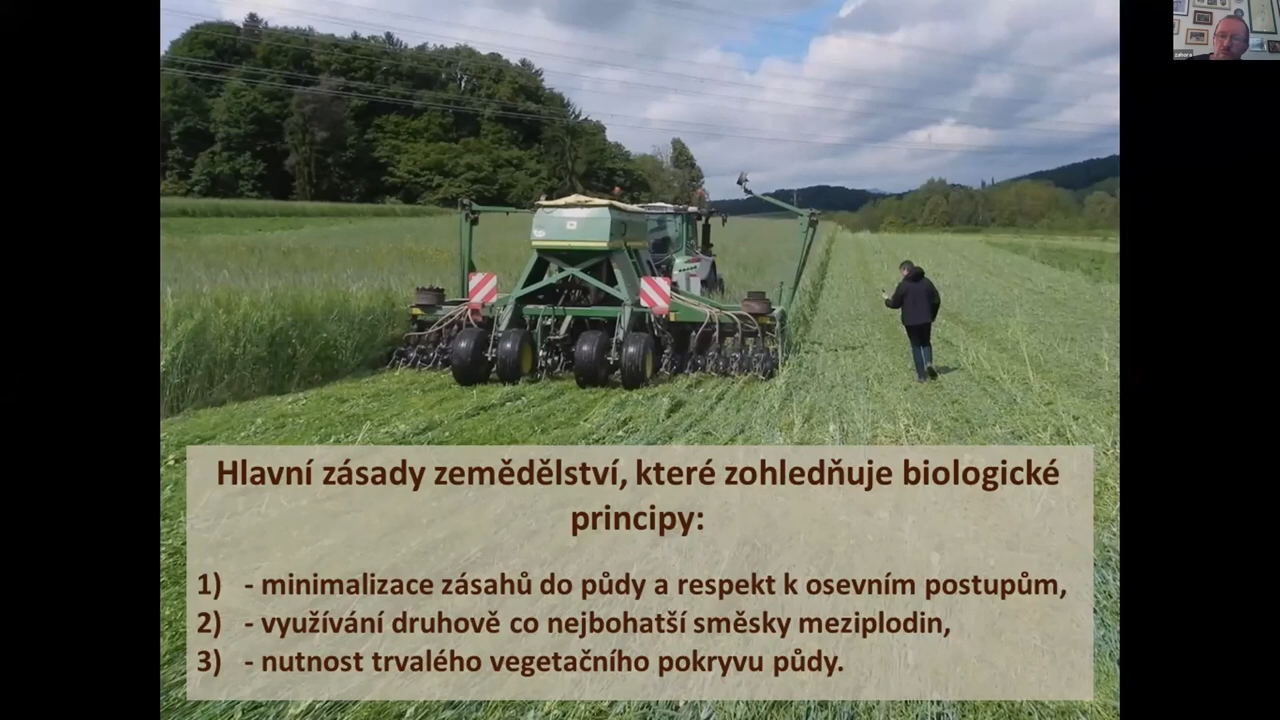 zahora
Hlavní zásady zemědělství, které zohledňuje biologické
principy:
1) - minimalizace zásahů do půdy a respekt k osevním postupům,
2) - využívání druhově co nejbohatší směsky meziplodin,
3) - nutnost trvalého vegetačního pokryvu půdy.